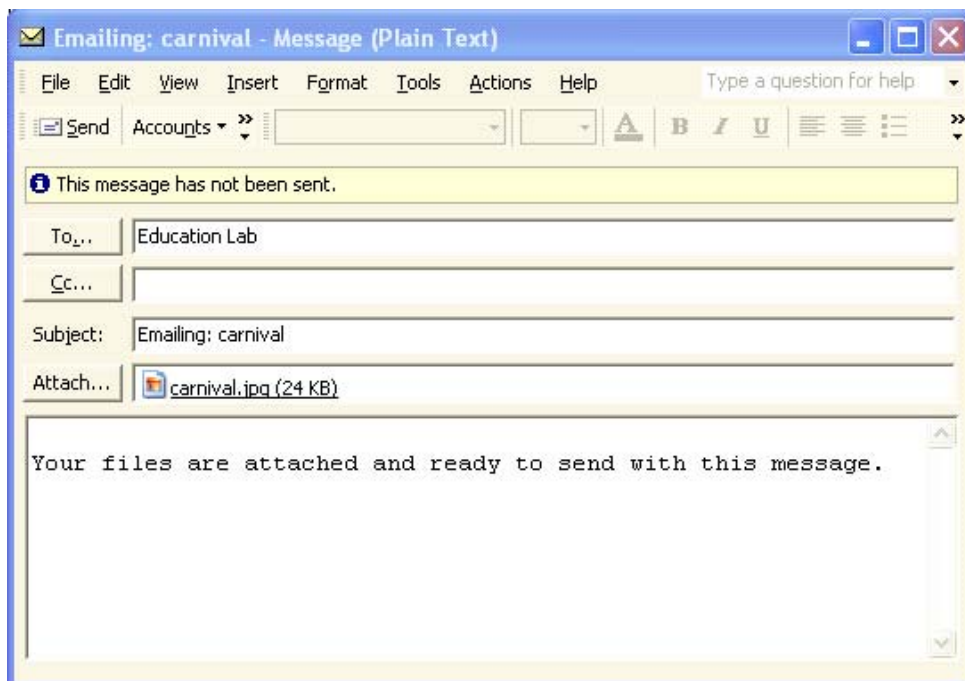 Emailing: carnival - Message (Plain Text)
File Edit View Insert Format Tools Actions Help Type a question for help
Send Accounts A B I U
This message has not been sent.
To... Education Lab
Cc...
Subject: Emailing: carnival
Attach... carnival.jpg (24 KB)
Your files are attached and ready to send with this message.